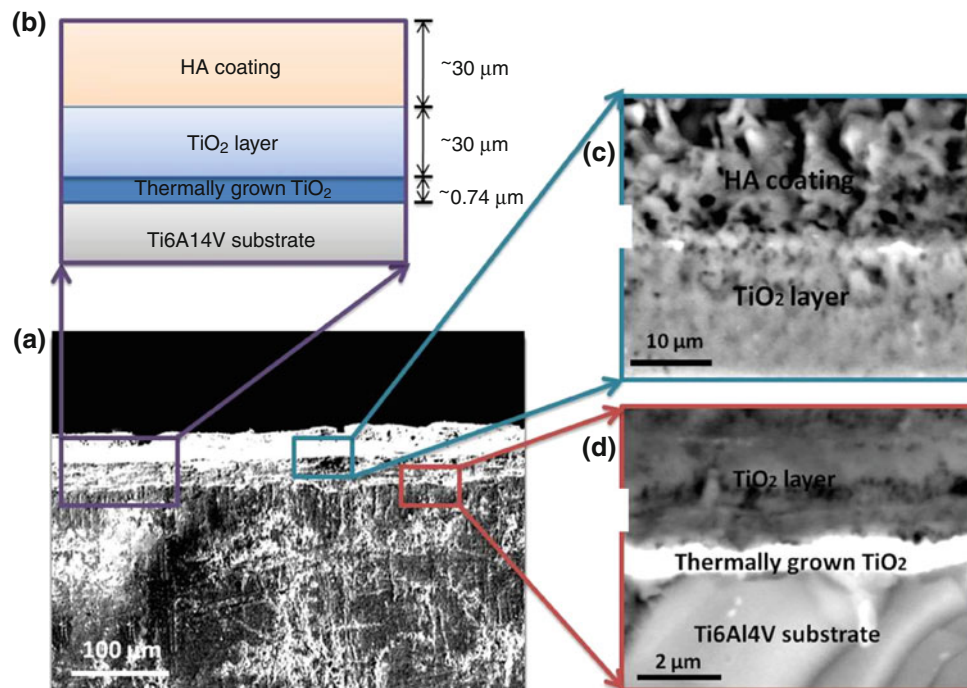 (b)
HA coating
~30 μm
TiO₂ layer
~30 μm
Thermally grown TiO₂
~0.74 μm
Ti6A14V substrate
(a)
100 μm
(c)
HA coating
TiO₂ layer
10 μm
(d)
TiO₂ layer
Thermally grown TiO₂
Ti6Al4V substrate
2 μm